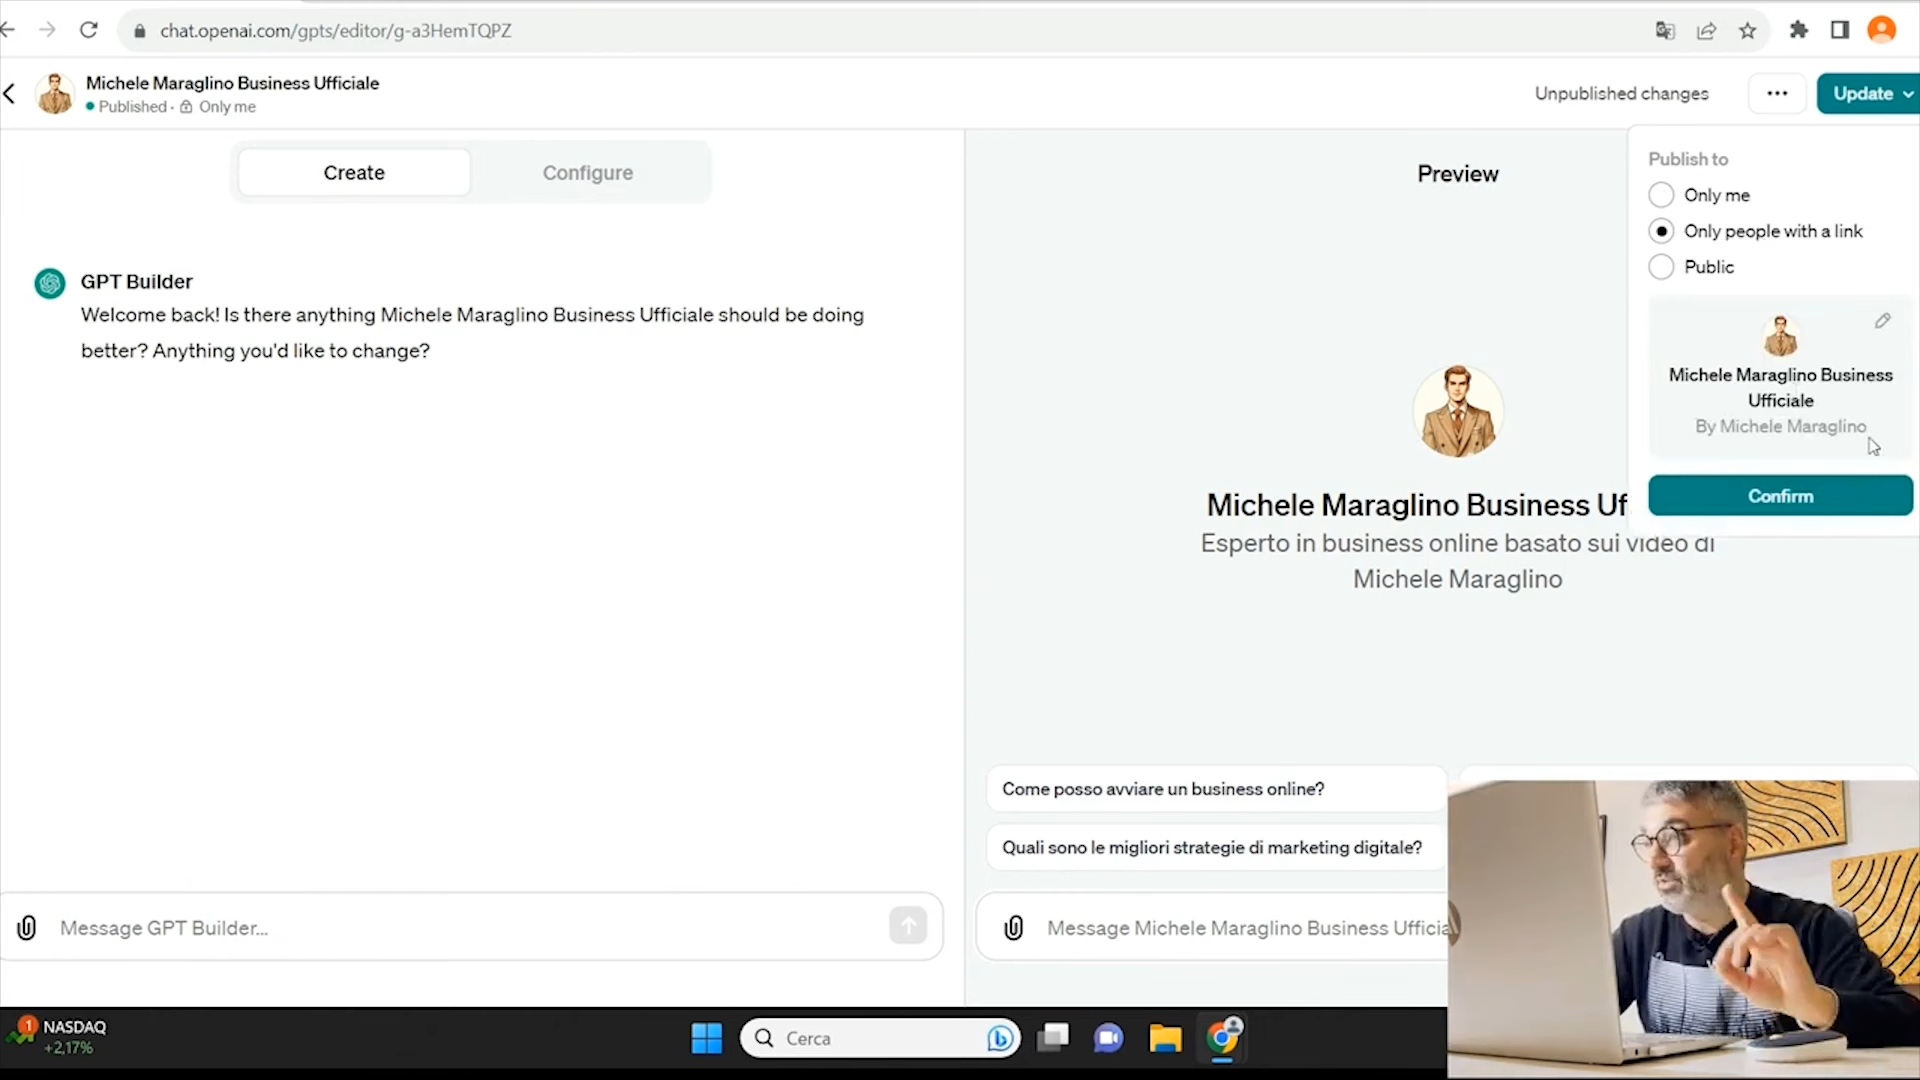 chat.openai.com/gpts/editor/g-a3HemTQPZ
Michele Maraglino Business Ufficiale
Published · Only me
Unpublished changes
Update
Create
Configure
Preview
Publish to
Only me
Only people with a link
Public
Michele Maraglino Business
Ufficiale
By Michele Maraglino
Confirm
GPT Builder
Welcome back! Is there anything Michele Maraglino Business Ufficiale should be doing
better? Anything you'd like to change?
Michele Maraglino Business Uf
Esperto in business online basato sui video di
Michele Maraglino
Come posso avviare un business online?
Quali sono le migliori strategie di marketing digitale?
Message GPT Builder...
Message Michele Maraglino Business Ufficia
1
NASDAQ
+2,17%
Cerca